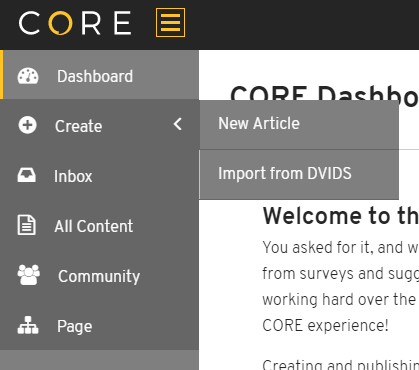 CORE
Dashboard
Create
Inbox
All Content
Community
Page
CORE Dashbo
New Article
Import from DVIDS
Welcome to th
You asked for it, and w
from surveys and sugg
working hard over the
CORE experience!
Creating and publishin